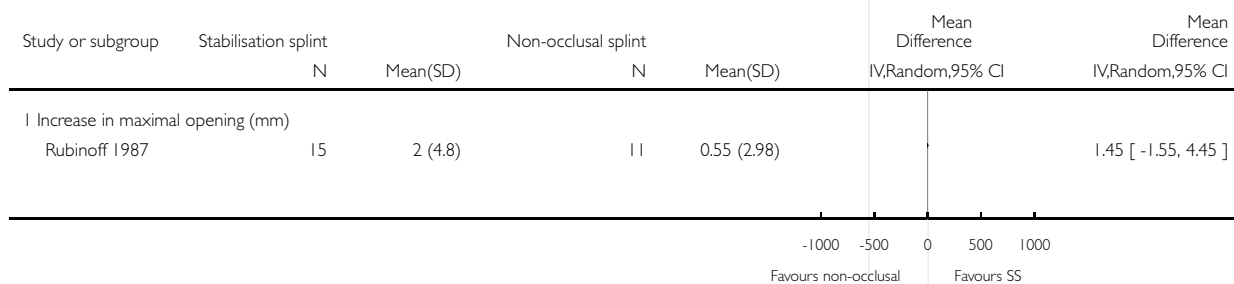 Study or subgroup Stabilisation splint Non-occlusal splint Mean Difference Mean Difference
N Mean(SD) N Mean(SD) IV,Random,95% CI IV,Random,95% CI
1 Increase in maximal opening (mm)
Rubinoff 1987 15 2 (4.8) 11 0.55 (2.98) 1.45 [ -1.55, 4.45 ]
-1000 -500 0 500 1000
Favours non-occlusal Favours SS